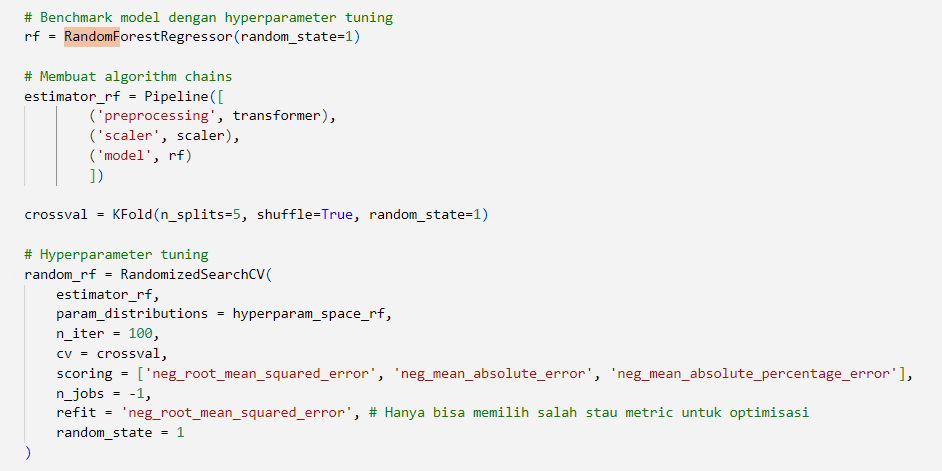 # Benchmark model dengan hyperparameter tuning
rf = RandomForestRegressor(random_state=1)
# Membuat algorithm chains
estimator_rf = Pipeline([
('preprocessing', transformer),
('scaler', scaler),
('model', rf)
])
crossval = KFold(n_splits=5, shuffle=True, random_state=1)
# Hyperparameter tuning
random_rf = RandomizedSearchCV(
estimator_rf,
param_distributions = hyperparam_space_rf,
n_iter = 100,
cv = crossval,
scoring = ['neg_root_mean_squared_error', 'neg_mean_absolute_error', 'neg_mean_absolute_percentage_error'],
n_jobs = -1,
refit = 'neg_root_mean_squared_error', # Hanya bisa memilih salah stau metric untuk optimisasi
random_state = 1
)